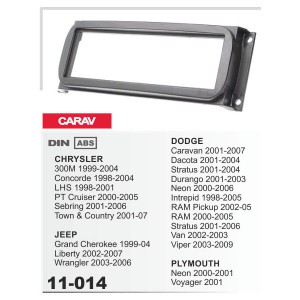 CARAV
DIN ABS
CHRYSLER
300M 1999-2004
Concorde 1998-2004
LHS 1998-2001
PT Cruiser 2000-2005
Sebring 2001-2006
Town & Country 2001-07
JEEP
Grand Cherokee 1999-04
Liberty 2002-2007
Wrangler 2003-2006
11-014
DODGE
Caravan 2001-2007
Dacota 2001-2004
Stratus 2001-2004
Durango 2001-2003
Neon 2000-2006
Intrepid 1998-2005
RAM Pickup 2002-05
RAM 2000-2005
Stratus 2001-2006
Van 2002-2003
Viper 2003-2009
PLYMOUTH
Neon 2000-2001
Voyager 2001